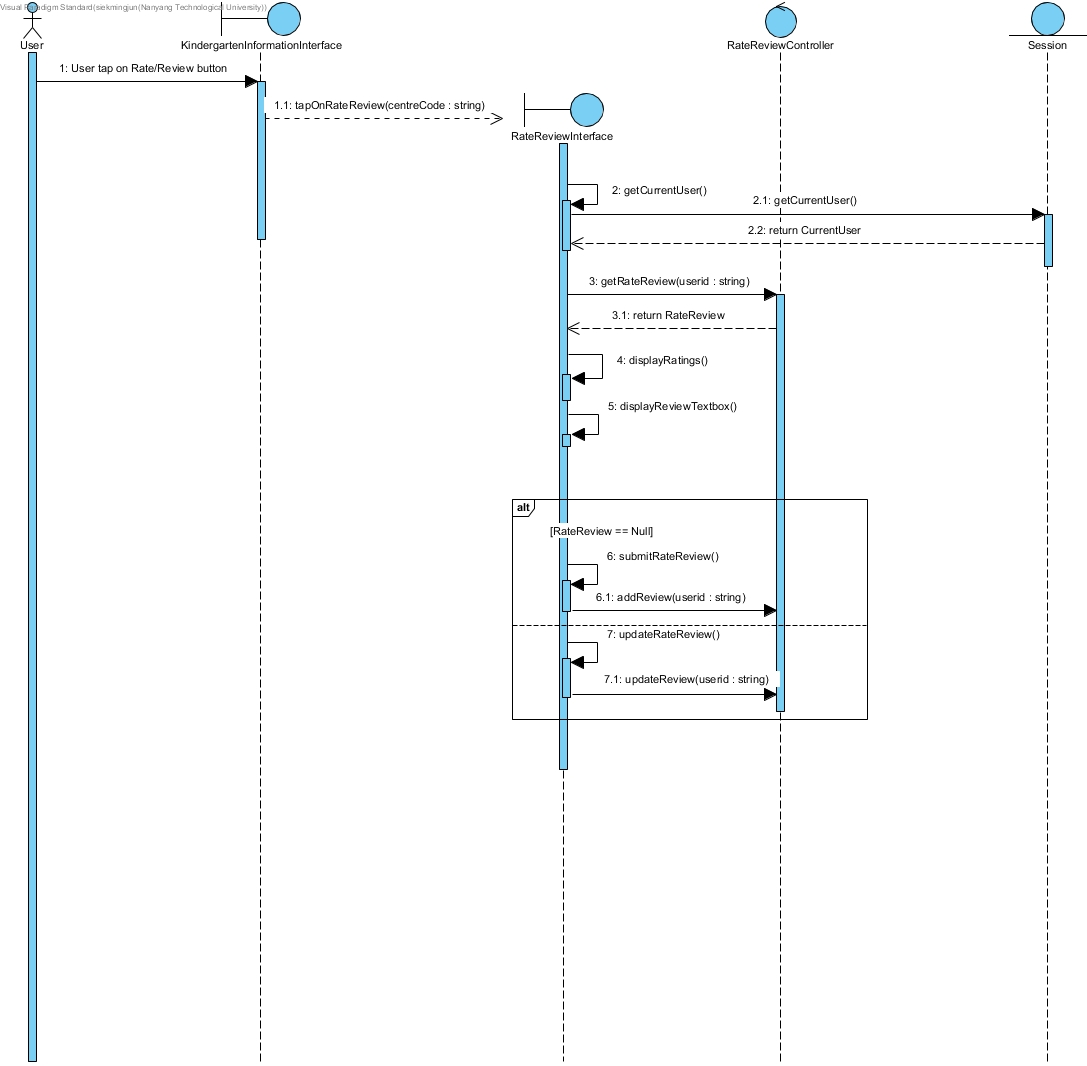 Visual Paradigm Standard(siekmingjun(Nanyang Technological University))
User
KindergartenInformationInterface
RateReviewController
Session
1: User tap on Rate/Review button
1.1: tapOnRateReview(centreCode : string)
RateReviewInterface
2: getCurrentUser()
2.1: getCurrentUser()
2.2: return CurrentUser
3: getRateReview(userid : string)
3.1: return RateReview
4: displayRatings()
5: displayReviewTextbox()
alt
[RateReview == Null]
6: submitRateReview()
6.1: addReview(userid : string)
7: updateRateReview()
7.1: updateReview(userid : string)